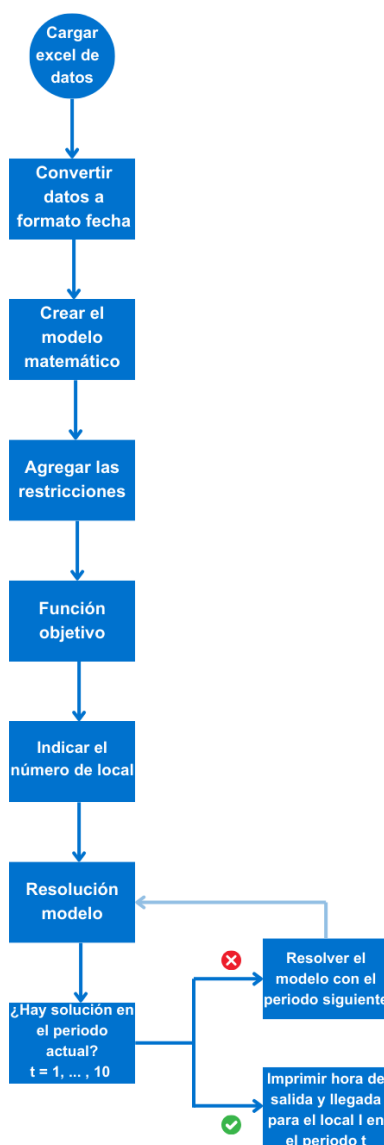 Cargar
excel de
datos
Convertir
datos a
formato fecha
Crear el
modelo
matemático
Agregar las
restricciones
Función
objetivo
Indicar el
número de local
Resolución
modelo
¿Hay solución en
el periodo
actual?
t = 1, ... , 10
Resolver el
modelo con el
periodo siguiente
Imprimir hora de
salida y llegada
para el local l en
el periodo t